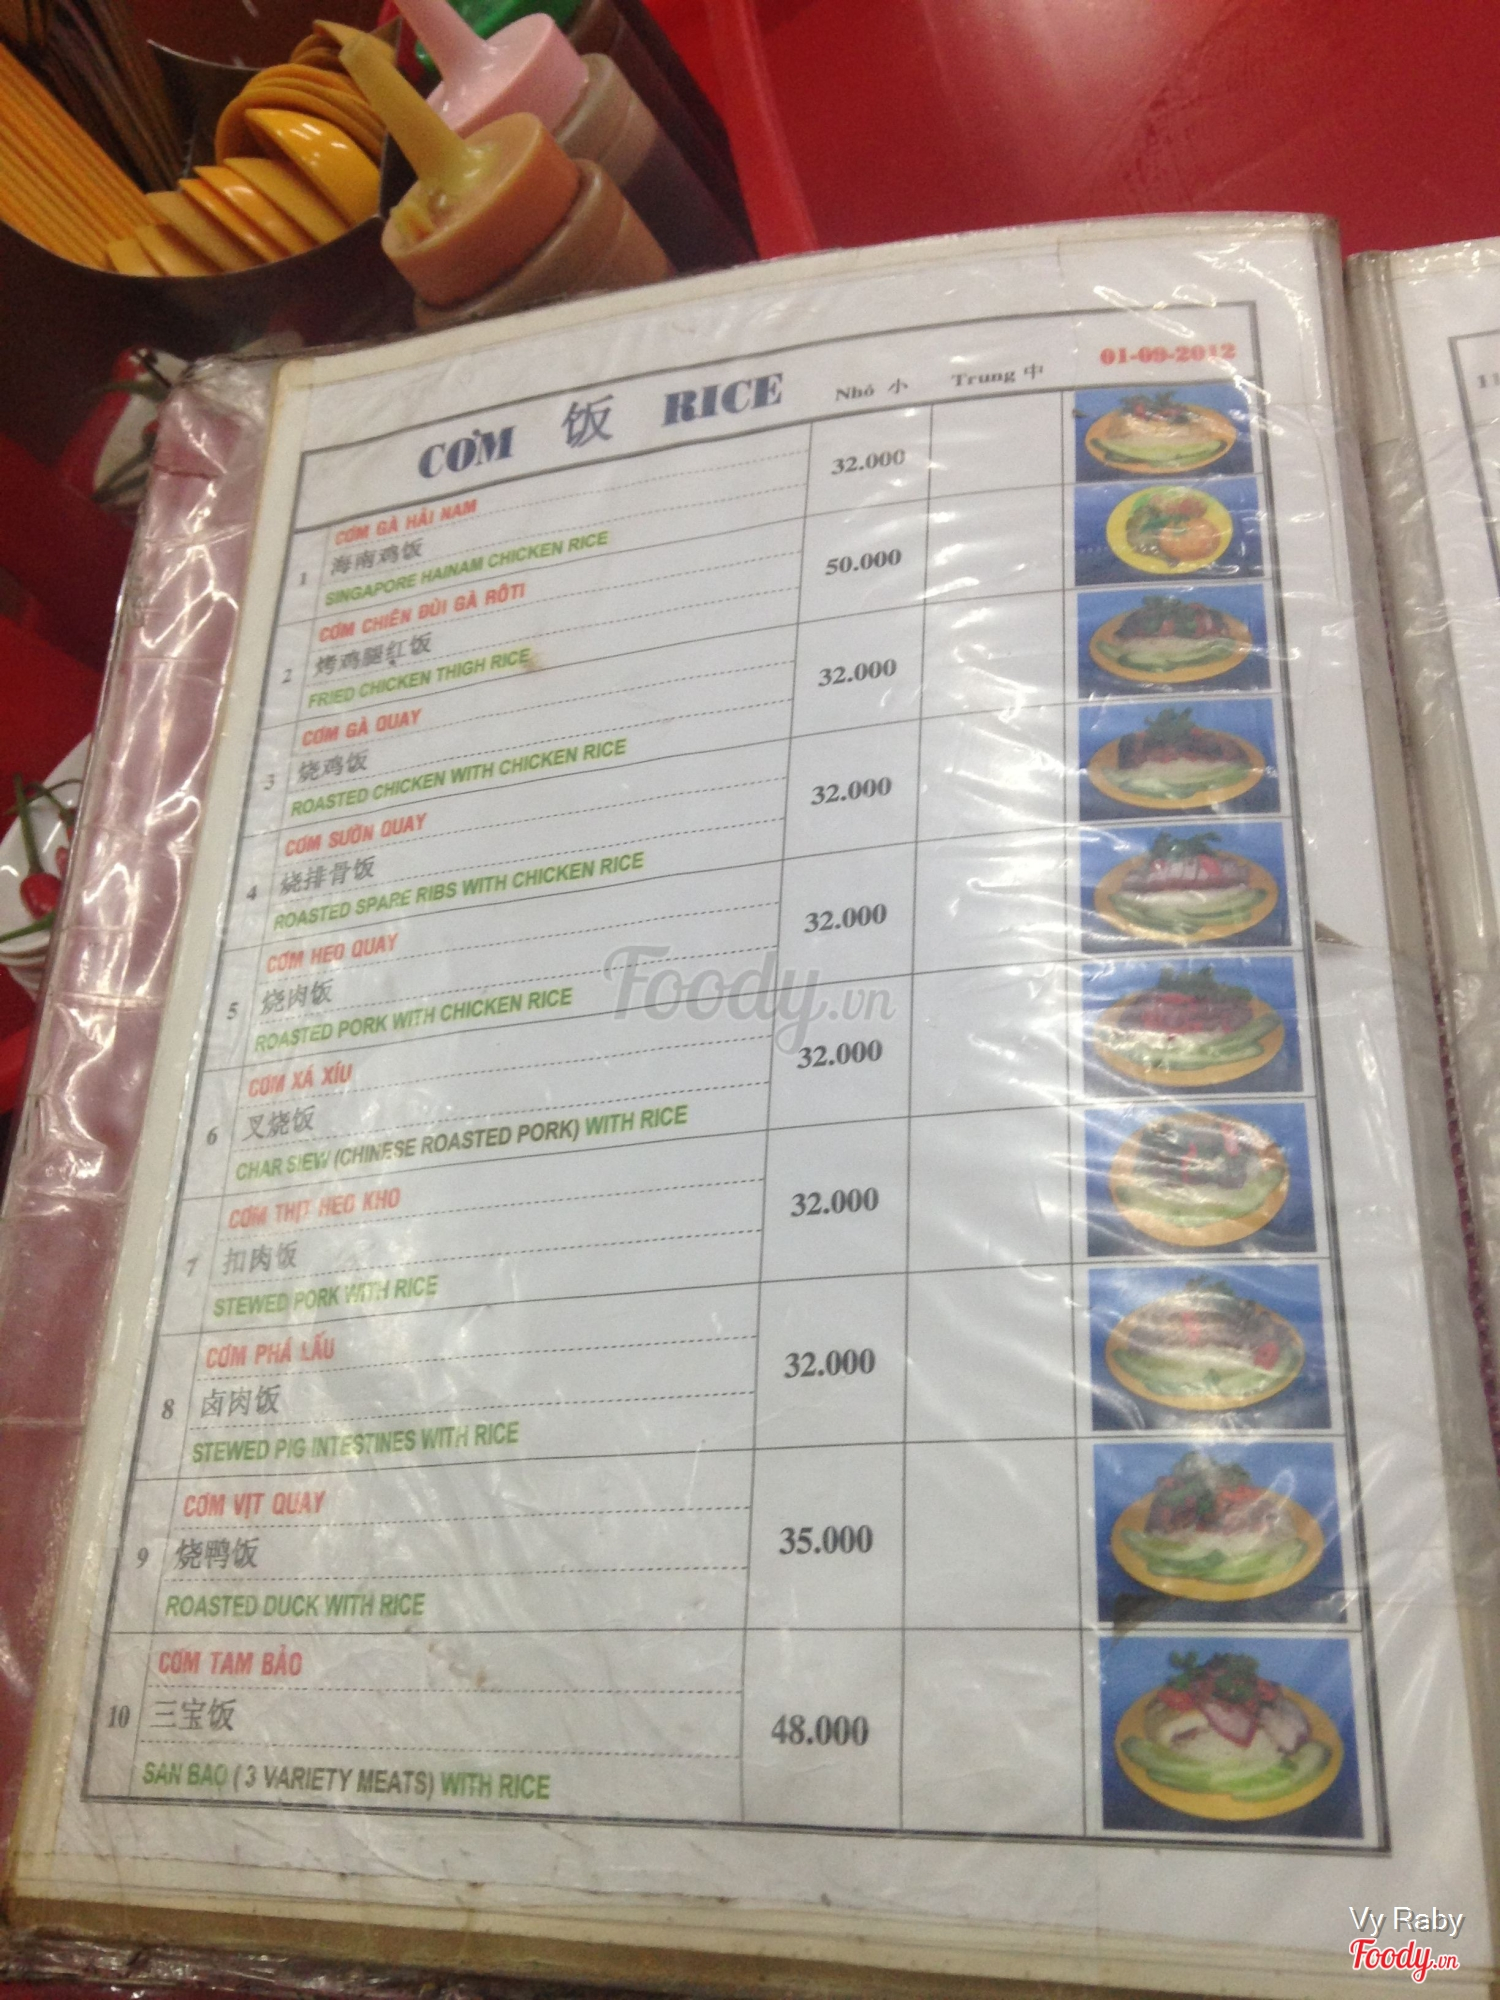 CƠM 饭 RICE Nhỏ 小 Trung 中 01-09-2012
CƠM GÀ HẢI NAM
1 海南鸡饭 32.000
SINGAPORE HAINAM CHICKEN RICE
CƠM CHIÊN ĐÙI GÀ RÔTI
2 烤鸡腿红饭 50.000
FRIED CHICKEN THIGH RICE
CƠM GÀ QUAY
3 烧鸡饭 32.000
ROASTED CHICKEN WITH CHICKEN RICE
CƠM SƯỜN QUAY
4 烧排骨饭 32.000
ROASTED SPARE RIBS WITH CHICKEN RICE
CƠM HEO QUAY
5 烧肉饭 32.000
ROASTED PORK WITH CHICKEN RICE
CƠM XÁ XÍU
6 叉烧饭 32.000
CHAR SIEW (CHINESE ROASTED PORK) WITH RICE
CƠM THỊT HEO KHO
7 扣肉饭 32.000
STEWED PORK WITH RICE
CƠM PHÁ LẤU
8 卤肉饭 32.000
STEWED PIG INTESTINES WITH RICE
CƠM VỊT QUAY
9 烧鸭饭 35.000
ROASTED DUCK WITH RICE
CƠM TAM BẢO
10 三宝饭 48.000
SAN BAO ( 3 VARIETY MEATS) WITH RICE
11
Foody.vn
Vy Raby
Foody.vn